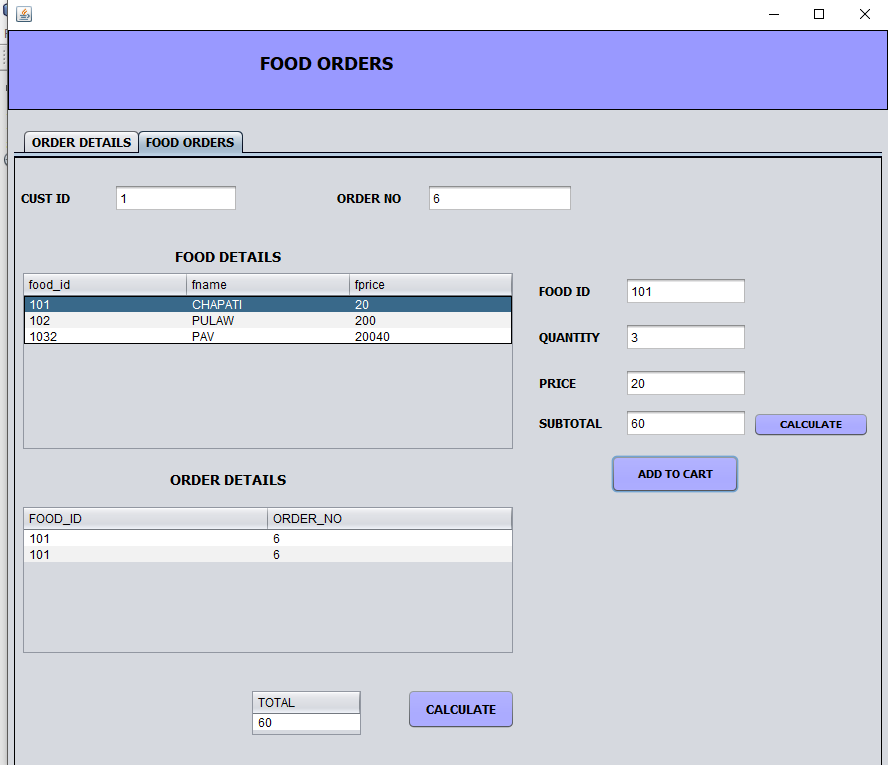 FOOD ORDERS
ORDER DETAILS FOOD ORDERS
CUST ID 1 ORDER NO 6
FOOD DETAILS
food_id fname fprice
101 CHAPATI 20
102 PULAW 200
1032 PAV 20040
FOOD ID 101
QUANTITY 3
PRICE 20
SUBTOTAL 60 CALCULATE
ADD TO CART
ORDER DETAILS
FOOD_ID ORDER_NO
101 6
101 6
TOTAL
60
CALCULATE